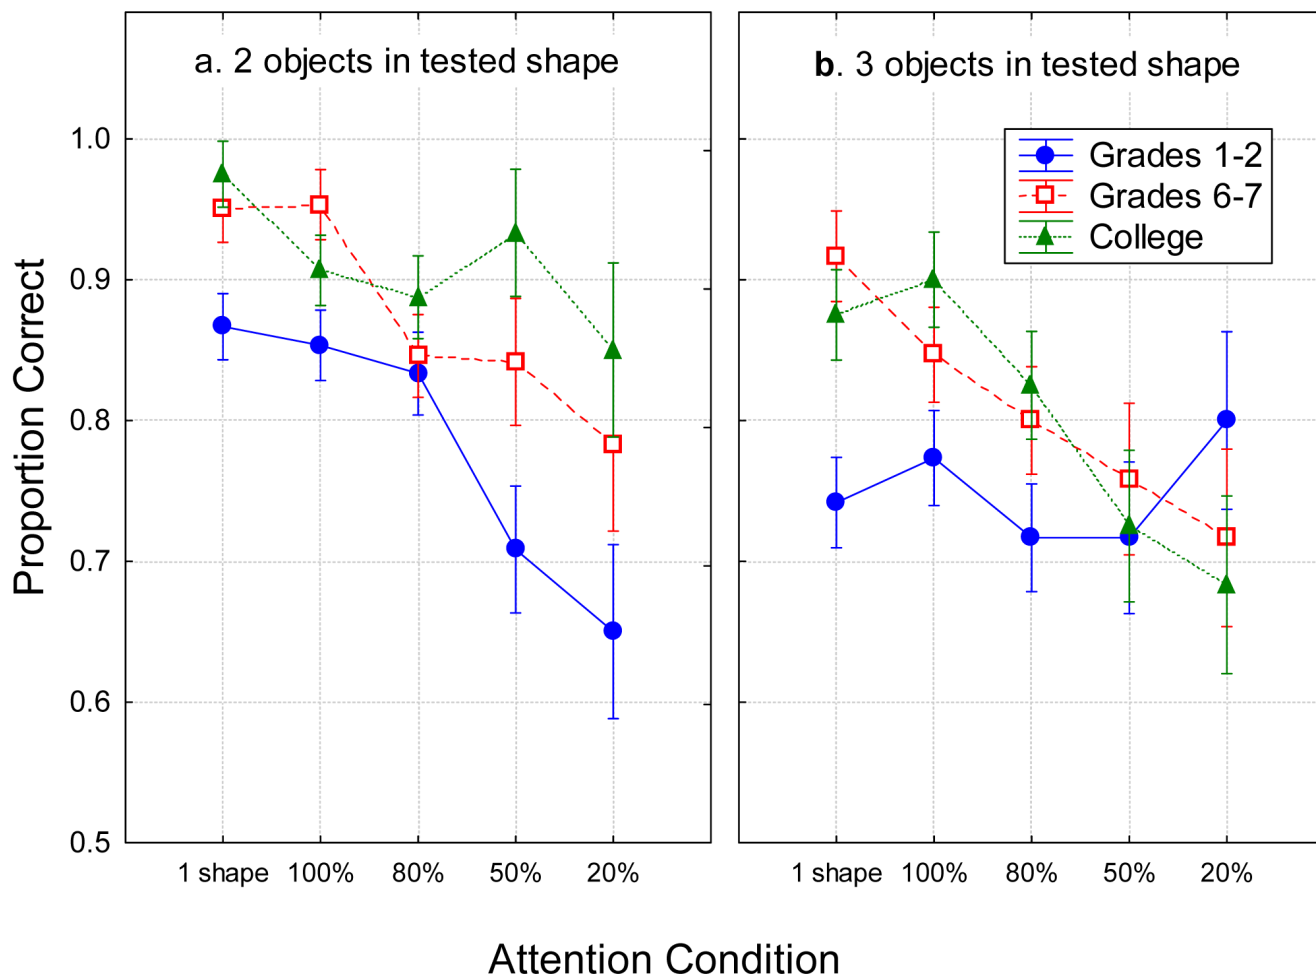 a. 2 objects in tested shape
b. 3 objects in tested shape
Grades 1-2
Grades 6-7
College
Proportion Correct
1.0
0.9
0.8
0.7
0.6
0.5
1 shape 100% 80% 50% 20%
1 shape 100% 80% 50% 20%
Attention Condition